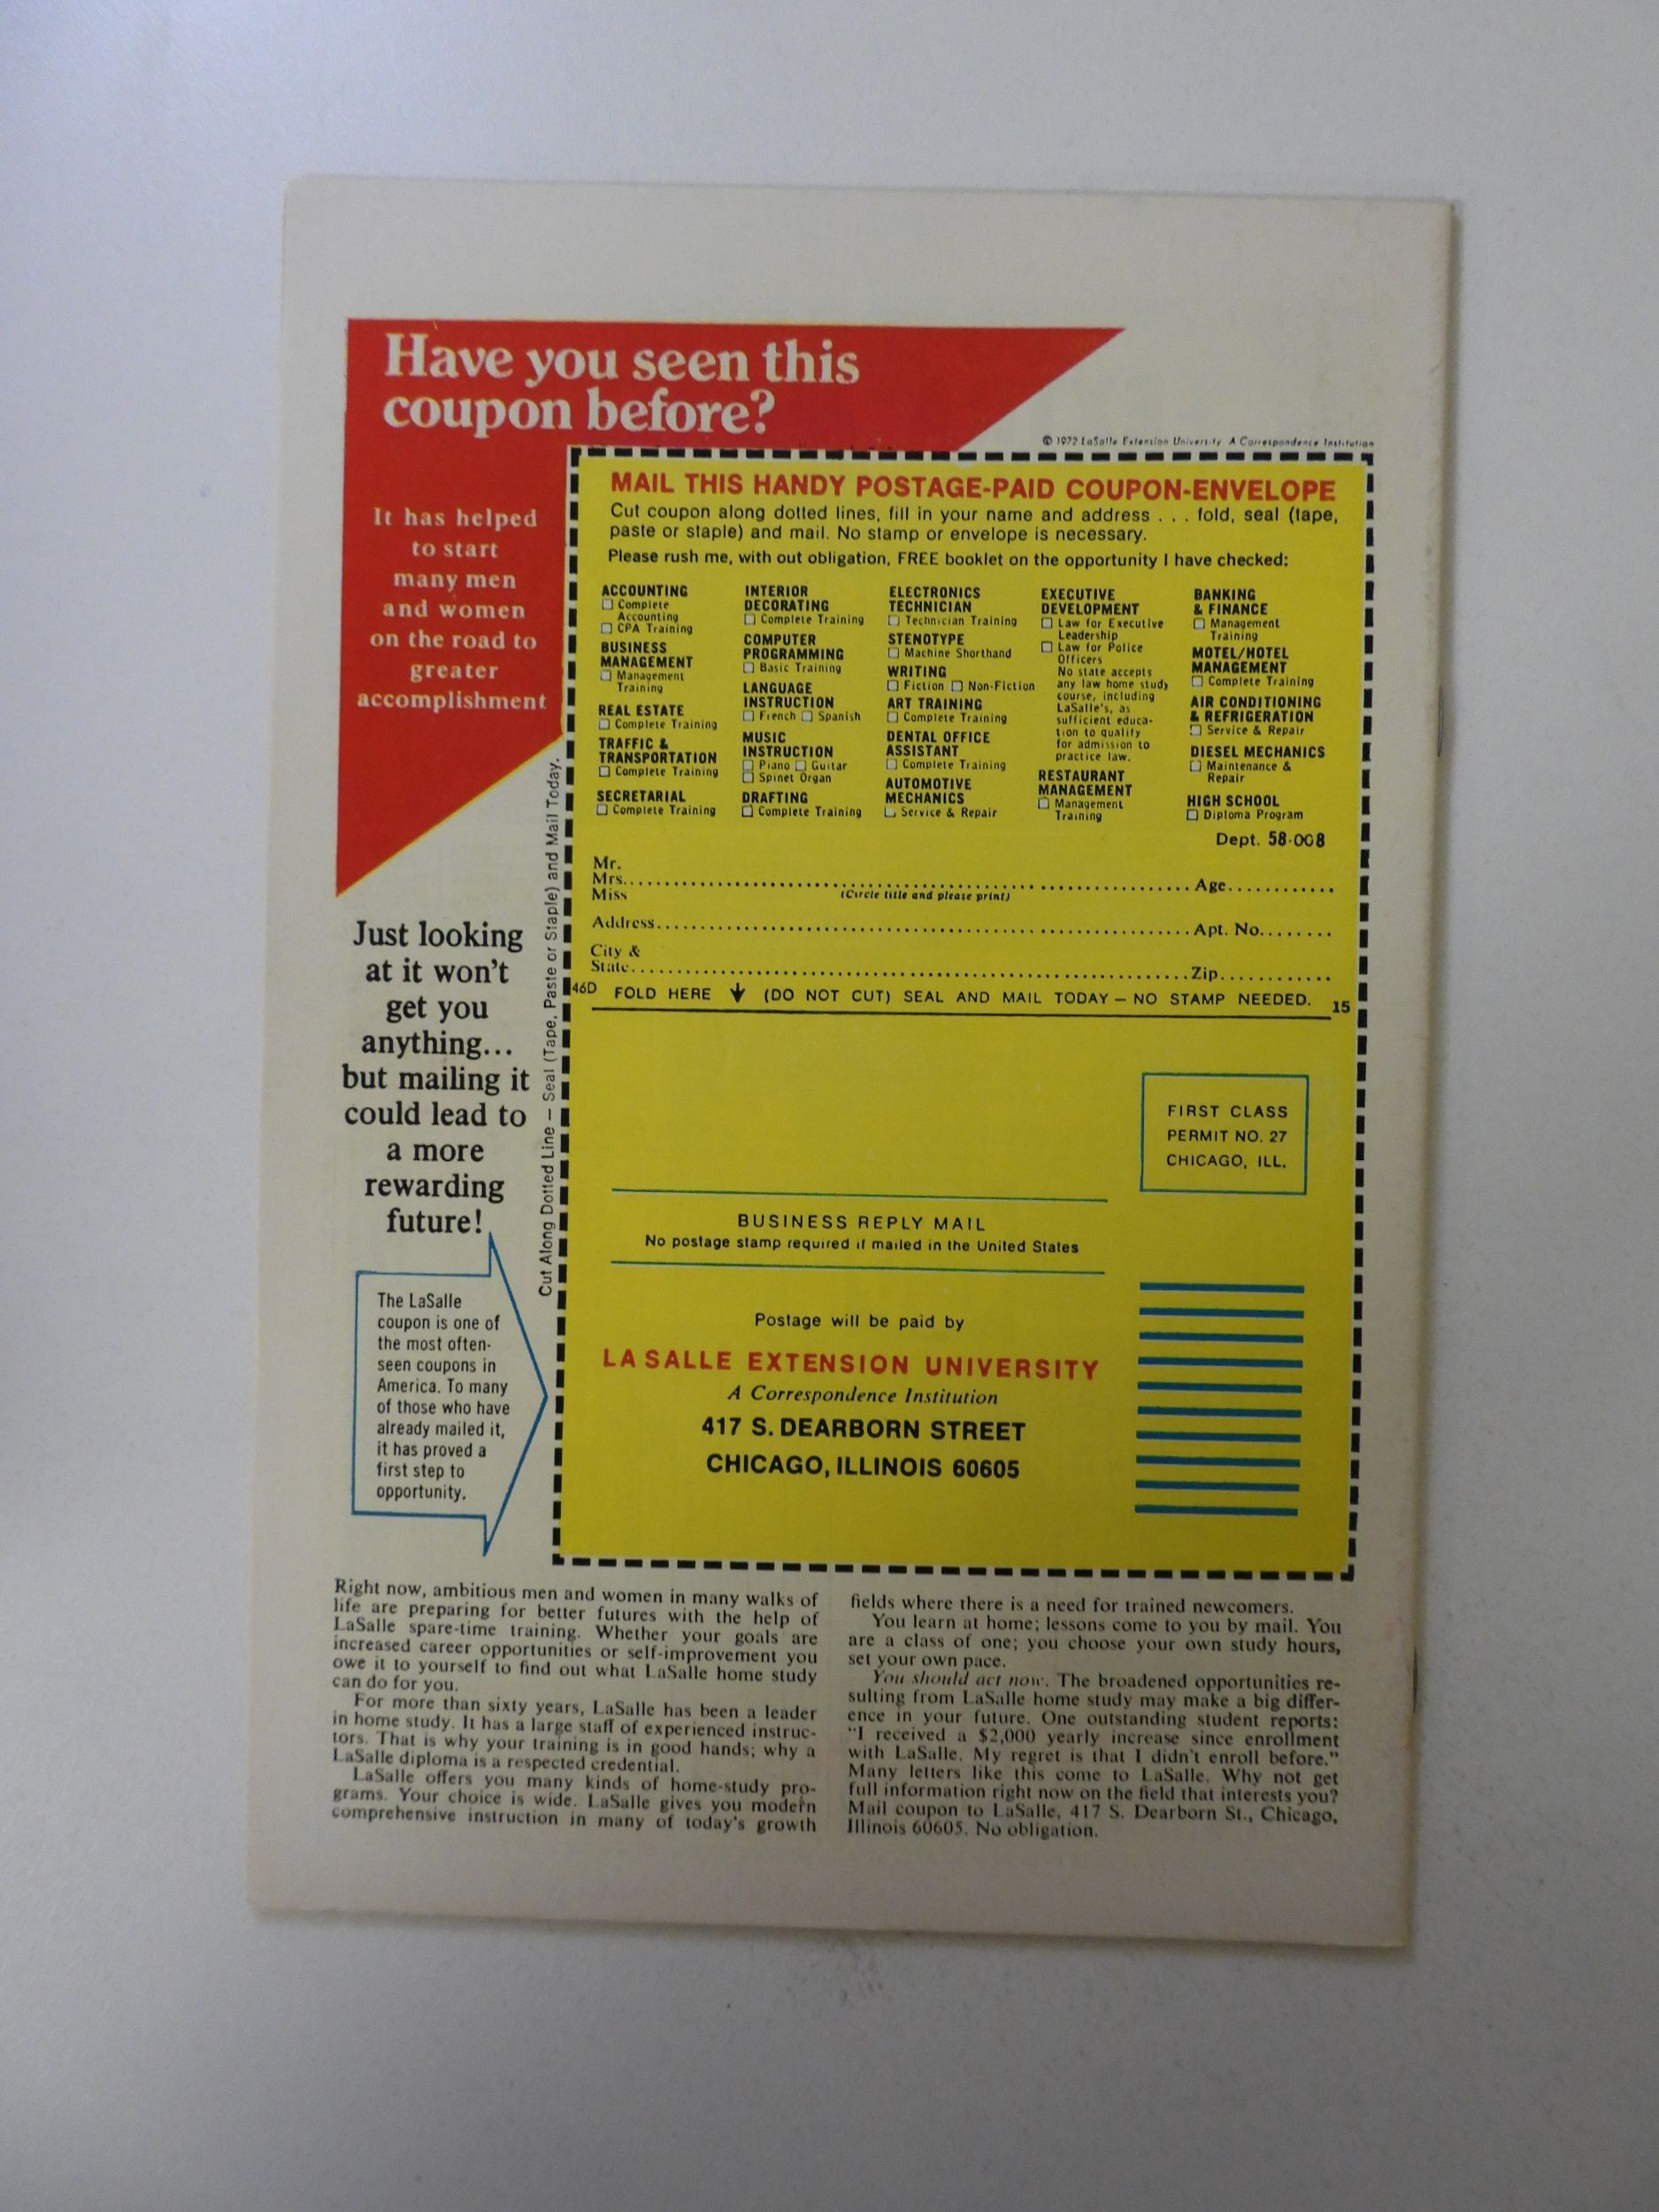 Have you seen this
coupon before?
© 1972 LaSalle Extension University A Correspondence Institution
It has helped
to start
many men
and women
on the road to
greater
accomplishment
MAIL THIS HANDY POSTAGE-PAID COUPON-ENVELOPE
Cut coupon along dotted lines, fill in your name and address . . . fold, seal (tape,
paste or staple) and mail. No stamp or envelope is necessary.
Please rush me, with out obligation, FREE booklet on the opportunity I have checked:
ACCOUNTING
☐ Complete
Accounting
☐ CPA Training
BUSINESS
MANAGEMENT
☐ Management
Training
REAL ESTATE
☐ Complete Training
TRAFFIC &
TRANSPORTATION
☐ Complete Training
SECRETARIAL
☐ Complete Training
INTERIOR
DECORATING
☐ Complete Training
COMPUTER
PROGRAMMING
☐ Basic Training
LANGUAGE
INSTRUCTION
☐ French ☐ Spanish
MUSIC
INSTRUCTION
☐ Piano ☐ Guitar
☐ Spinet Organ
DRAFTING
☐ Complete Training
ELECTRONICS
TECHNICIAN
☐ Technician Training
STENOTYPE
☐ Machine Shorthand
WRITING
☐ Fiction ☐ Non-Fiction
ART TRAINING
☐ Complete Training
DENTAL OFFICE
ASSISTANT
☐ Complete Training
AUTOMOTIVE
MECHANICS
☐ Service & Repair
EXECUTIVE
DEVELOPMENT
☐ Law for Executive
Leadership
☐ Law for Police
Officers
No state accepts
any law home study
course, including
LaSalle's, as
sufficient educa-
tion to qualify
for admission to
practice law.
RESTAURANT
MANAGEMENT
☐ Management
Training
BANKING
& FINANCE
☐ Management
Training
MOTEL/HOTEL
MANAGEMENT
☐ Complete Training
AIR CONDITIONING
& REFRIGERATION
☐ Service & Repair
DIESEL MECHANICS
☐ Maintenance &
Repair
HIGH SCHOOL
☐ Diploma Program
Dept. 58-008
Mr.
Mrs. Age
Miss (Circle title and please print)
Address Apt. No.
City &
State Zip
46D FOLD HERE ↓ (DO NOT CUT) SEAL AND MAIL TODAY – NO STAMP NEEDED. 15
Cut Along Dotted Line – Seal (Tape, Paste or Staple) and Mail Today.
Just looking
at it won't
get you
anything...
but mailing it
could lead to
a more
rewarding
future!
The LaSalle
coupon is one of
the most often-
seen coupons in
America. To many
of those who have
already mailed it,
it has proved a
first step to
opportunity.
FIRST CLASS
PERMIT NO. 27
CHICAGO, ILL.
BUSINESS REPLY MAIL
No postage stamp required if mailed in the United States
Postage will be paid by
LA SALLE EXTENSION UNIVERSITY
A Correspondence Institution
417 S. DEARBORN STREET
CHICAGO, ILLINOIS 60605
Right now, ambitious men and women in many walks of
life are preparing for better futures with the help of
LaSalle spare-time training. Whether your goals are
increased career opportunities or self-improvement you
owe it to yourself to find out what LaSalle home study
can do for you.
For more than sixty years, LaSalle has been a leader
in home study. It has a large staff of experienced instruc-
tors. That is why your training is in good hands; why a
LaSalle diploma is a respected credential.
LaSalle offers you many kinds of home-study pro-
grams. Your choice is wide. LaSalle gives you modern
comprehensive instruction in many of today's growth
fields where there is a need for trained newcomers.
You learn at home; lessons come to you by mail. You
are a class of one; you choose your own study hours,
set your own pace.
You should act now. The broadened opportunities re-
sulting from LaSalle home study may make a big differ-
ence in your future. One outstanding student reports:
"I received a $2,000 yearly increase since enrollment
with LaSalle. My regret is that I didn't enroll before."
Many letters like this come to LaSalle. Why not get
full information right now on the field that interests you?
Mail coupon to LaSalle, 417 S. Dearborn St., Chicago,
Illinois 60605. No obligation.